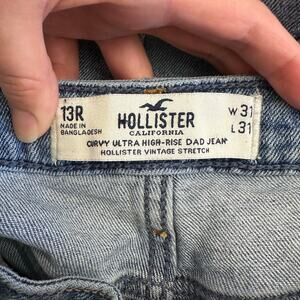 13R
MADE IN
BANGLADESH
HOLLISTER
CALIFORNIA
W 31
L 31
CURVY ULTRA HIGH-RISE DAD JEAN
HOLLISTER VINTAGE STRETCH